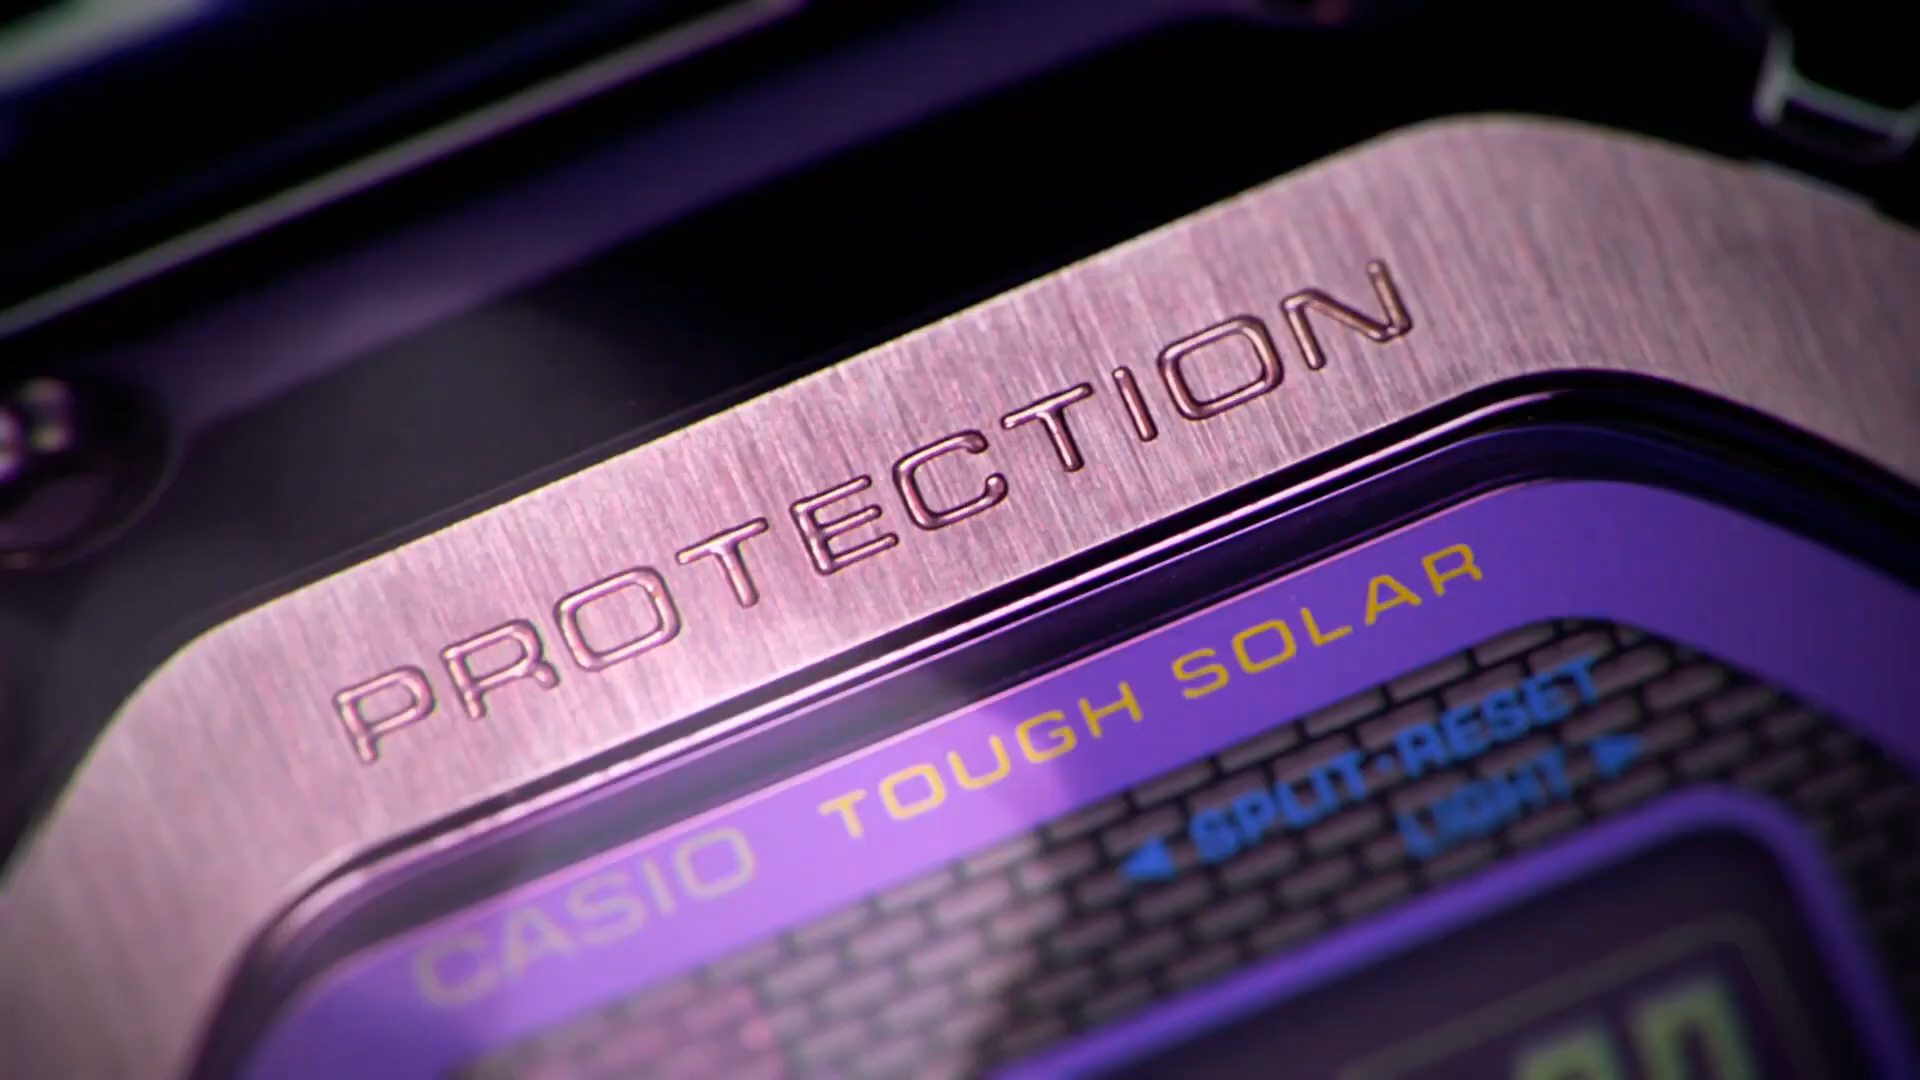 PROTECTION
CASIO TOUGH SOLAR
◀ SPLIT·RESET
LIGHT ▶